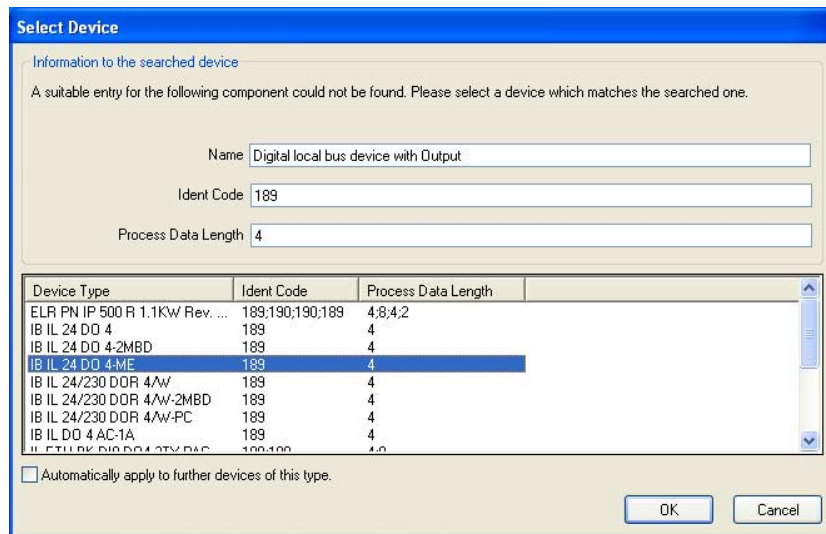 Select Device
Information to the searched device
A suitable entry for the following component could not be found. Please select a device which matches the searched one.
Name Digital local bus device with Output
Ident Code 189
Process Data Length 4
Device Type Ident Code Process Data Length
ELR PN IP 500 R 1.1KW Rev. ... 189;190;190;189 4;8;4;2
IB IL 24 DO 4 189 4
IB IL 24 DO 4-2MBD 189 4
IB IL 24 DO 4-ME 189 4
IB IL 24/230 DOR 4/W 189 4
IB IL 24/230 DOR 4/W-2MBD 189 4
IB IL 24/230 DOR 4/W-PC 189 4
IB IL DO 4 AC-1A 189 4
Automatically apply to further devices of this type.
OK Cancel